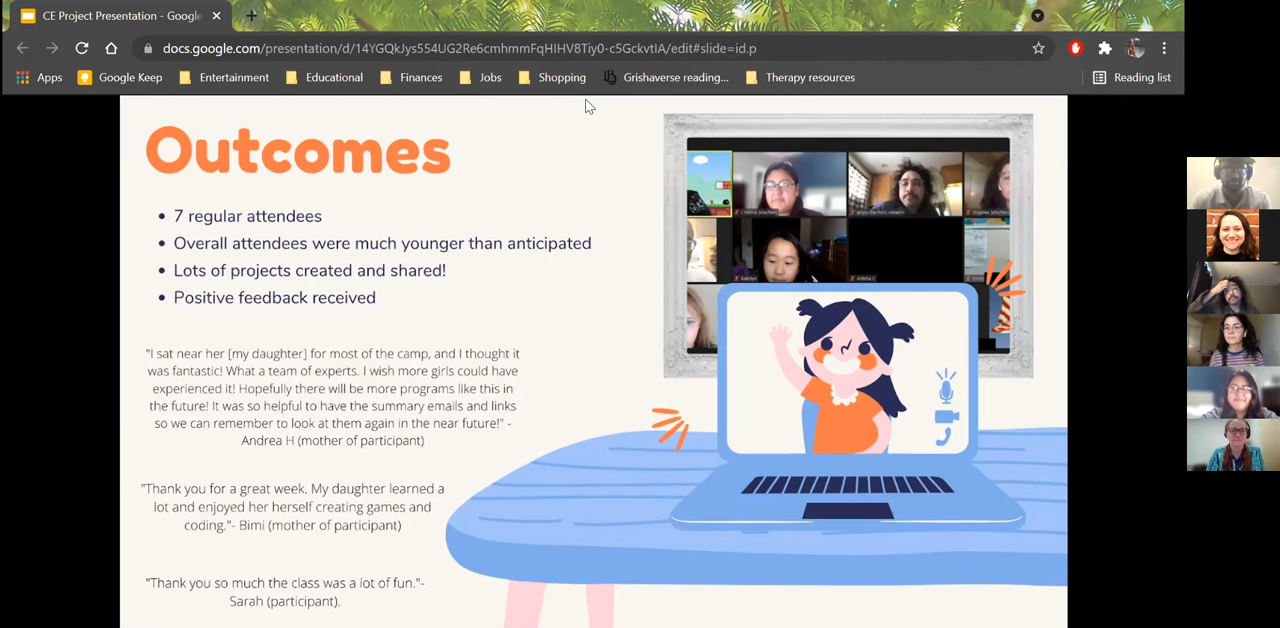 CE Project Presentation - Google
docs.google.com/presentation/d/14YGQkJys554UG2Re6cmhmmFqHIHV8Tiy0-c5GckvtIA/edit#slide=id.p
Apps Google Keep Entertainment Educational Finances Jobs Shopping Grishaverse reading... Therapy resources Reading list
Outcomes
• 7 regular attendees
• Overall attendees were much younger than anticipated
• Lots of projects created and shared!
• Positive feedback received
"I sat near her [my daughter] for most of the camp, and I thought it
was fantastic! What a team of experts. I wish more girls could have
experienced it! Hopefully there will be more programs like this in
the future! It was so helpful to have the summary emails and links
so we can remember to look at them again in the near future!" -
Andrea H (mother of participant)
"Thank you for a great week. My daughter learned a
lot and enjoyed her herself creating games and
coding."- Bimi (mother of participant)
"Thank you so much the class was a lot of fun."-
Sarah (participant).